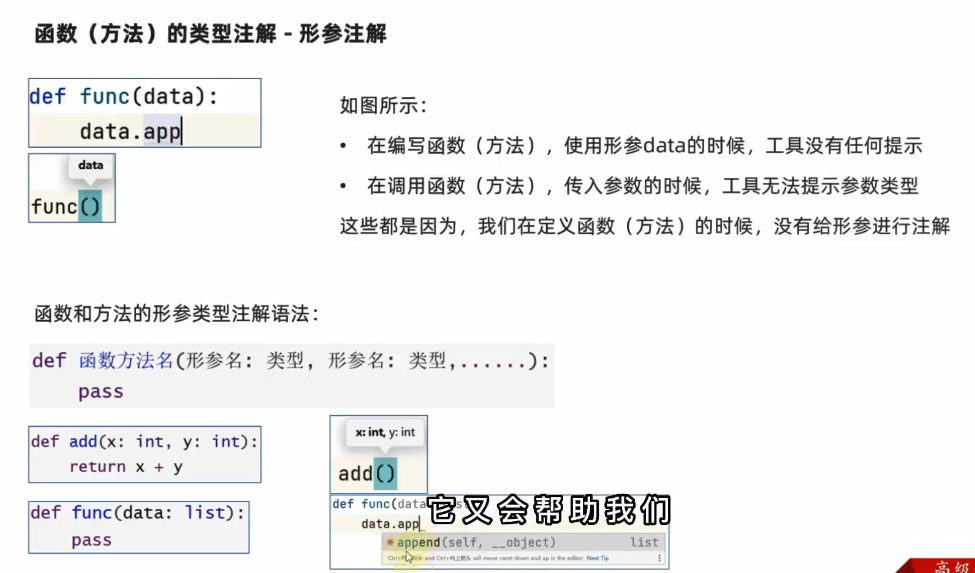 函数（方法）的类型注解 - 形参注解
def func(data):
data.app
data
func()
如图所示：
• 在编写函数（方法），使用形参data的时候，工具没有任何提示
• 在调用函数（方法），传入参数的时候，工具无法提示参数类型
这些都是因为，我们在定义函数（方法）的时候，没有给形参进行注解
函数和方法的形参类型注解语法：
def 函数方法名(形参名: 类型, 形参名: 类型,......):
pass
def add(x: int, y: int):
return x + y
x: int, y: int
add()
def func(data: list):
pass
def func(data
data.app
append(self, __object) list
Ctrl+向下箭头 and Ctrl+向上箭头 will move caret down and up in the editor Next Tip
它又会帮助我们
高级